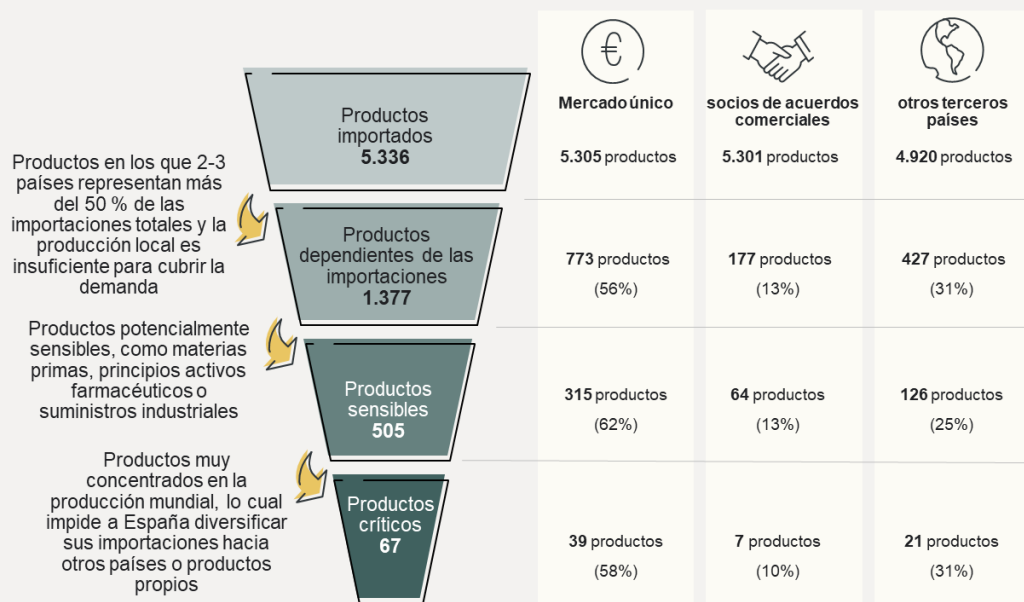 €
Mercado único
socios de acuerdos
comerciales
otros terceros
países
Productos
importados
5.336
5.305 productos
5.301 productos
4.920 productos
Productos en los que 2-3
países representan más
del 50 % de las
importaciones totales y la
producción local es
insuficiente para cubrir la
demanda
Productos
dependientes de las
importaciones
1.377
773 productos
(56%)
177 productos
(13%)
427 productos
(31%)
Productos potencialmente
sensibles, como materias
primas, principios activos
farmacéuticos o
suministros industriales
Productos
sensibles
505
315 productos
(62%)
64 productos
(13%)
126 productos
(25%)
Productos muy
concentrados en la
producción mundial, lo cual
impide a España diversificar
sus importaciones hacia
otros países o productos
propios
Productos
críticos
67
39 productos
(58%)
7 productos
(10%)
21 productos
(31%)